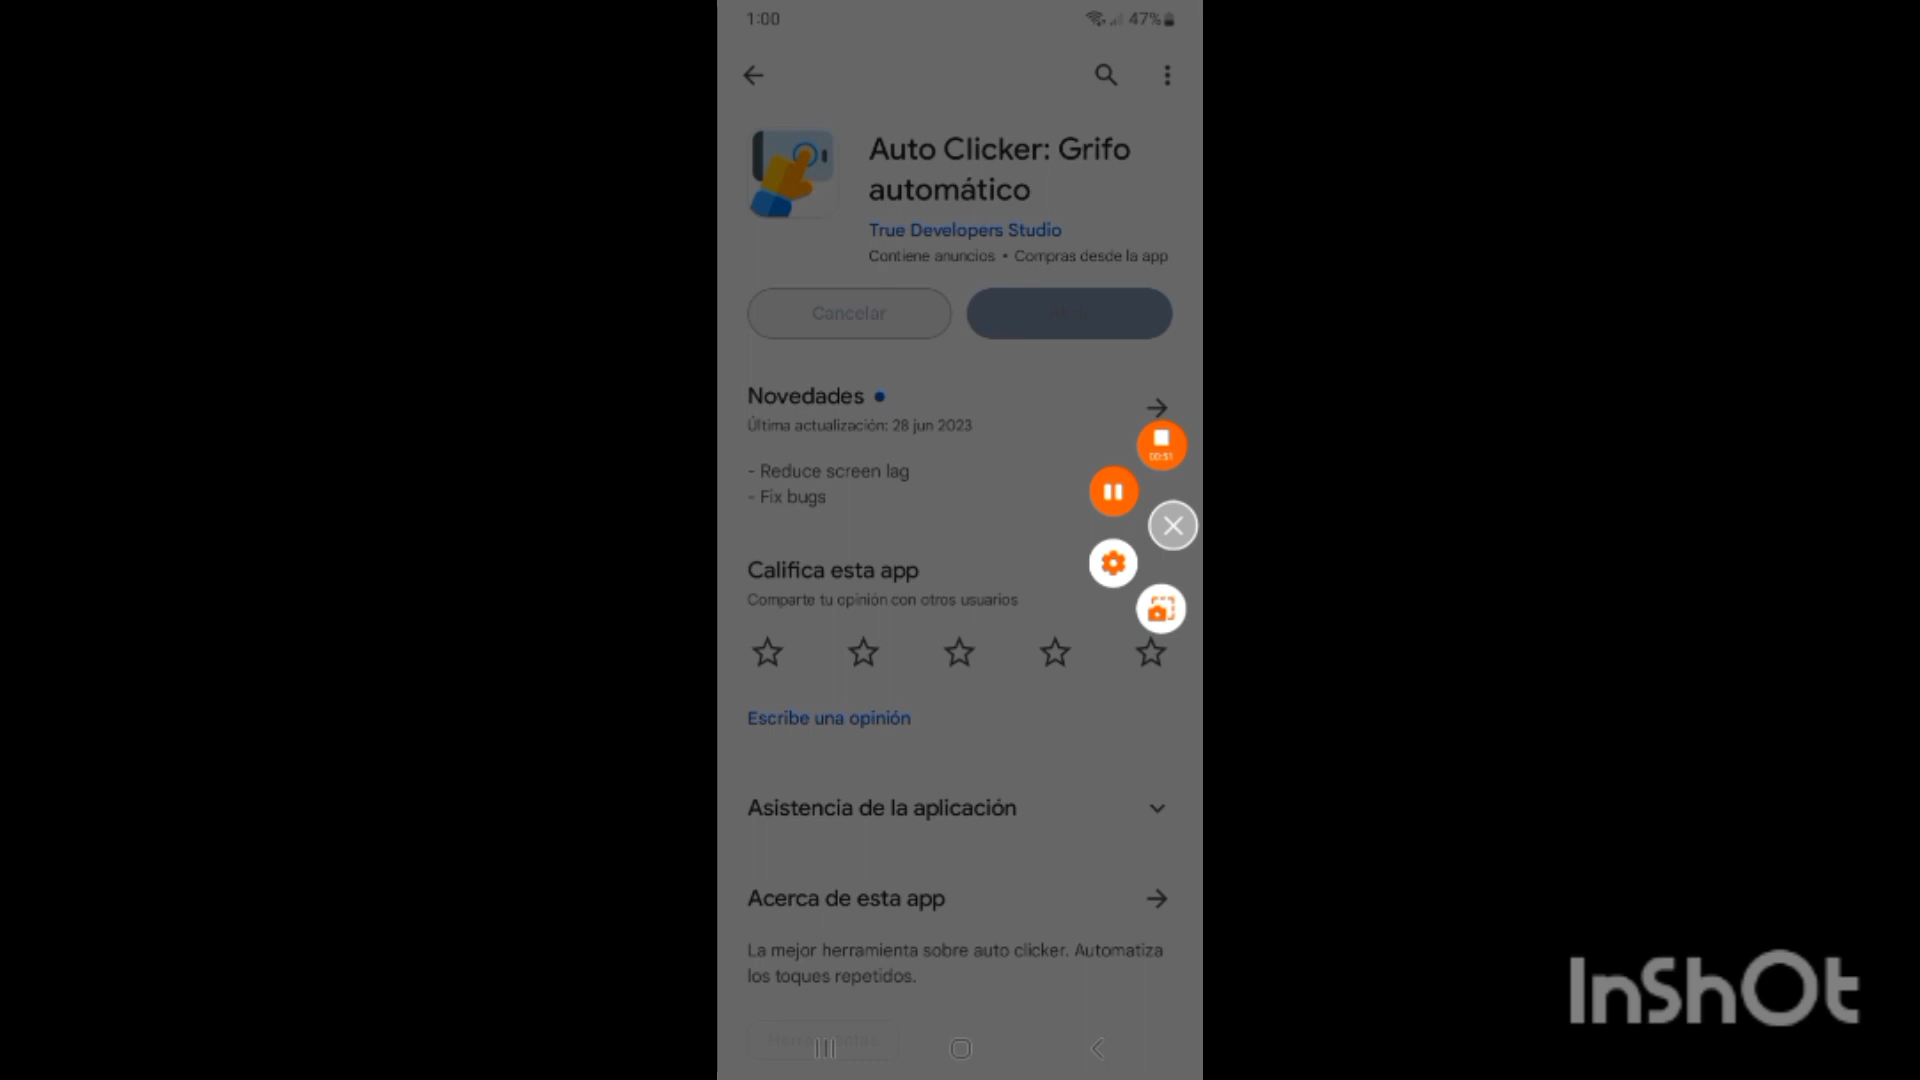 1:00
47%
Auto Clicker: Grifo
automático
True Developers Studio
Contiene anuncios • Compras desde la app
Cancelar
Novedades
Última actualización: 28 jun 2023
- Reduce screen lag
- Fix bugs
00:51
Califica esta app
Comparte tu opinión con otros usuarios
Escribe una opinión
Asistencia de la aplicación
Acerca de esta app
La mejor herramienta sobre auto clicker. Automatiza
los toques repetidos.
InShOt